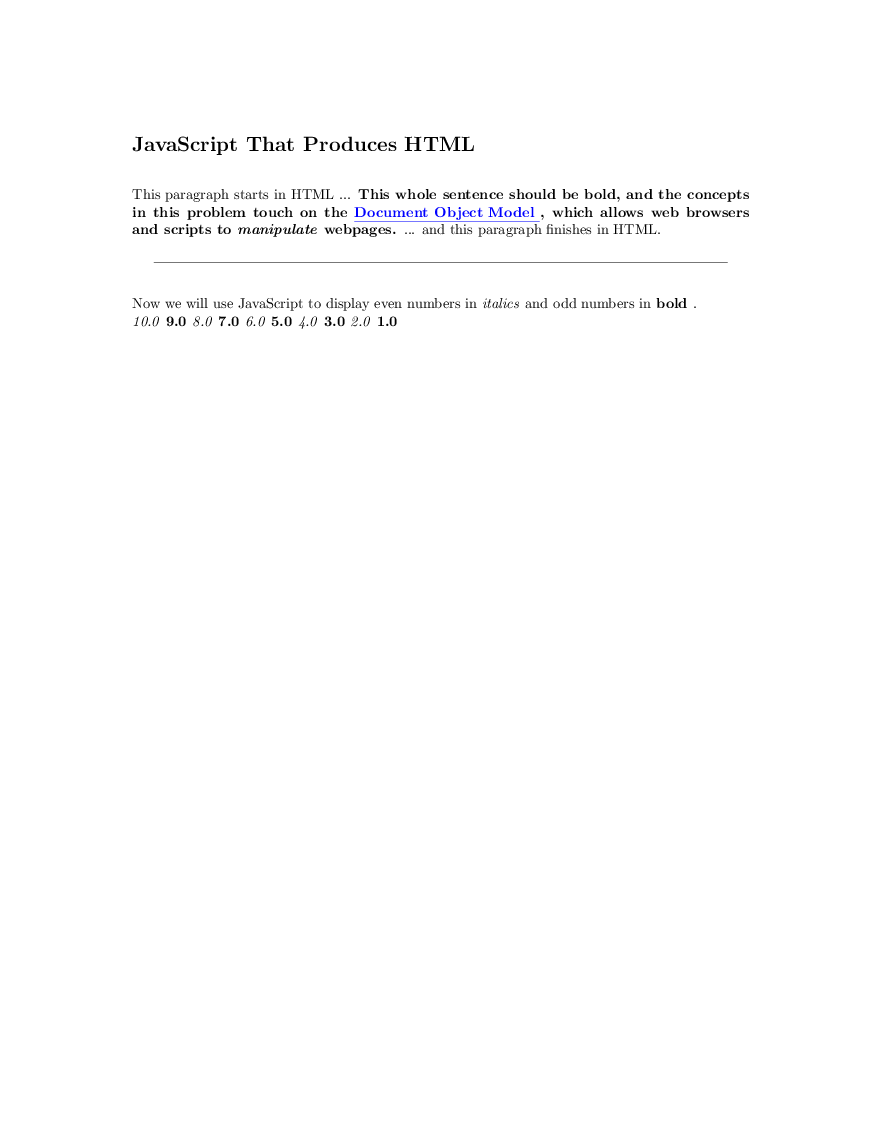 JavaScript That Produces HTML
This paragraph starts in HTML ... This whole sentence should be bold, and the concepts
in this problem touch on the Document Object Model , which allows web browsers
and scripts to manipulate webpages. ... and this paragraph finishes in HTML.
Now we will use JavaScript to display even numbers in italics and odd numbers in bold .
10.0 9.0 8.0 7.0 6.0 5.0 4.0 3.0 2.0 1.0